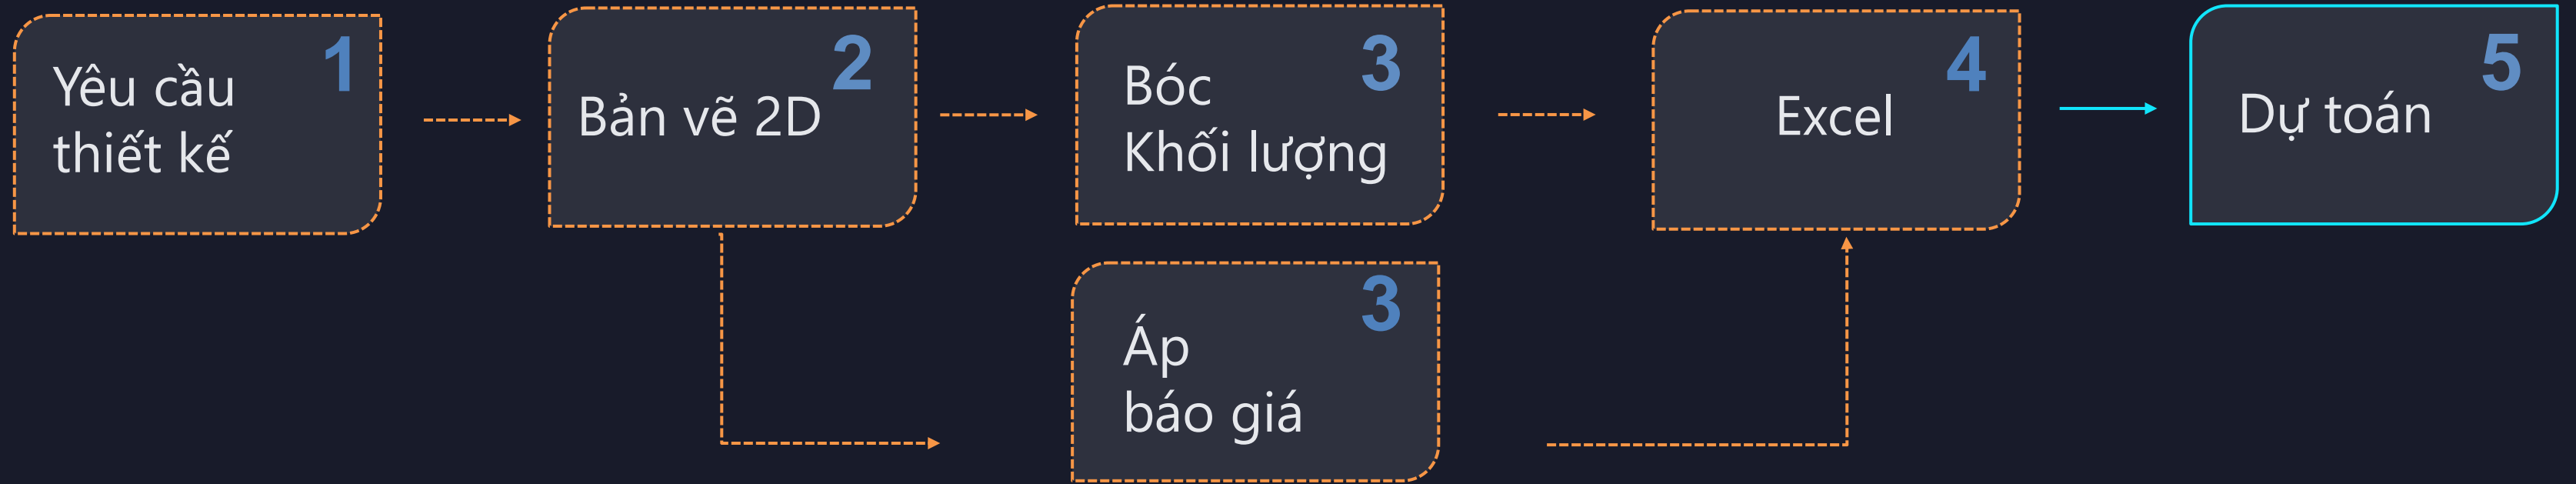 1
Yêu cầu
thiết kế
2
Bản vẽ 2D
3
Bóc
Khối lượng
4
Excel
5
Dự toán
3
Áp
báo giá